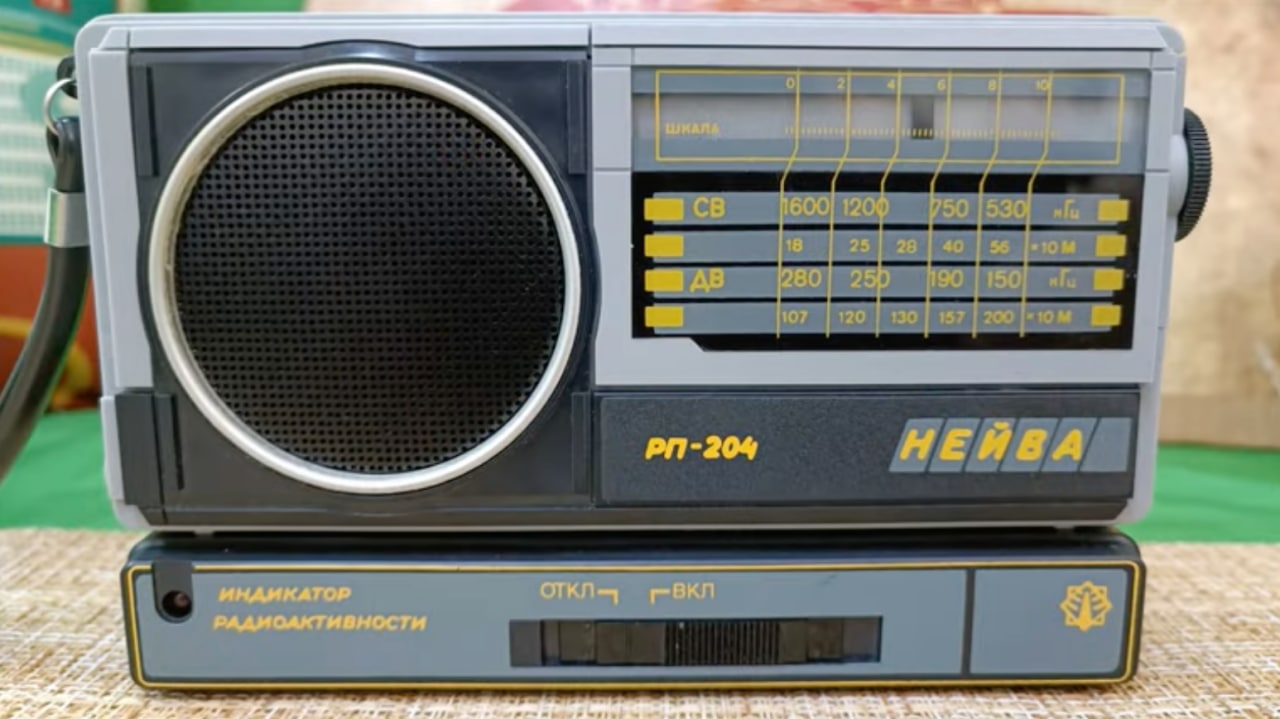 0 2 4 6 8 10
ШКАЛА
СВ 1600 1200 750 530 кГц
18 25 28 40 56 ×10 М
ДВ 280 250 190 150 кГц
107 120 130 157 200 ×10 М
РП-204 НЕЙВА
ОТКЛ ВКЛ
ИНДИКАТОР
РАДИОАКТИВНОСТИ